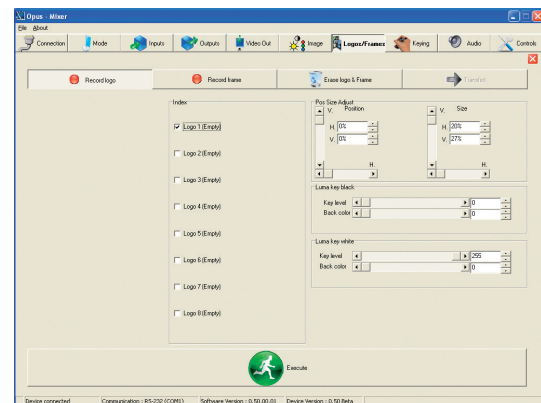 Opus - Mixer
File About
Connection Mode Inputs Outputs Video Out Image Logos/Frames Keying Audio Controls
Record logo Record frame Erase logo & Frame Transfert
Index
Logo 1 (Empty)
Logo 2 (Empty)
Logo 3 (Empty)
Logo 4 (Empty)
Logo 5 (Empty)
Logo 6 (Empty)
Logo 7 (Empty)
Logo 8 (Empty)
Pos Size Adjust
V. Position V. Size
H. 0% H. 20%
V. 0% V. 27%
H. H.
Luma key black
Key level 0
Back color 0
Luma key white
Key level 255
Back color 0
Execute
Device connected Communication : RS-232 (COM1) Software Version : 0.50.00.01 Device Version : 0.50 Beta